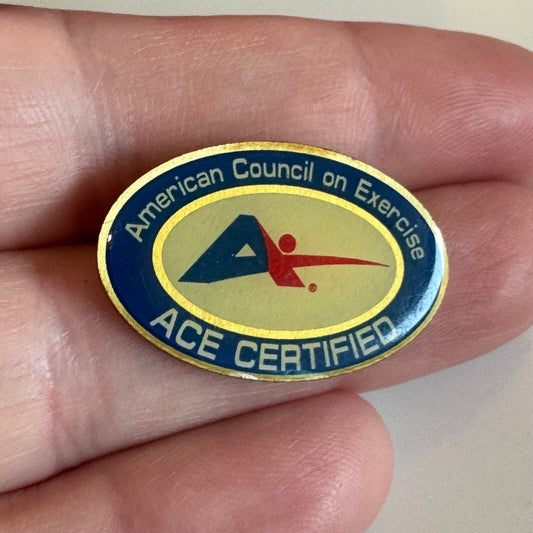 American Council on Exercise
®
ACE CERTIFIED